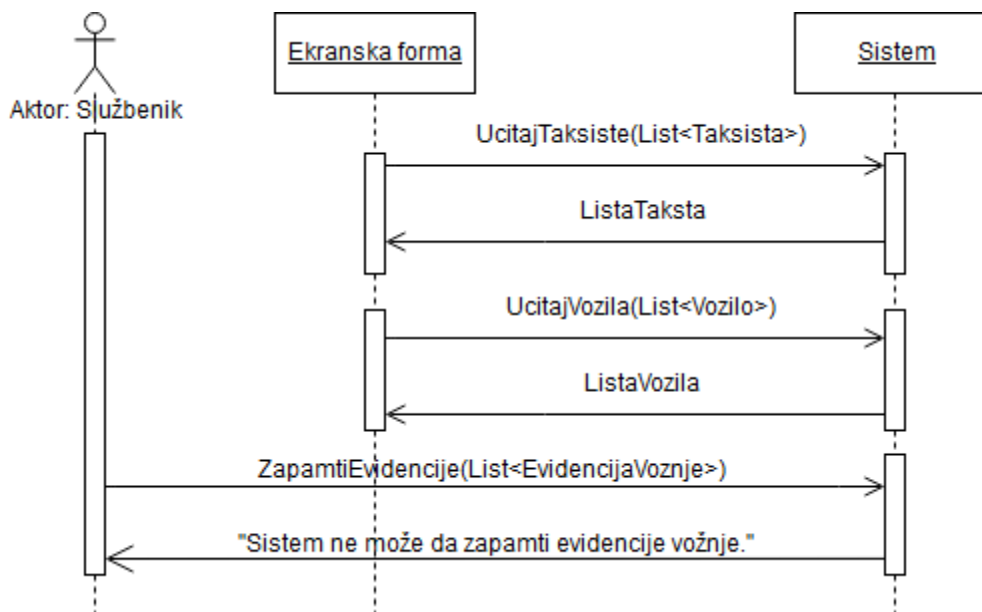 Ekranska forma
Sistem
Aktor: Službenik
UcitajTaksiste(List<Taksista>)
ListaTaksta
UcitajVozila(List<Vozilo>)
ListaVozila
ZapamtiEvidencije(List<EvidencijaVoznje>)
"Sistem ne može da zapamti evidencije vožnje."